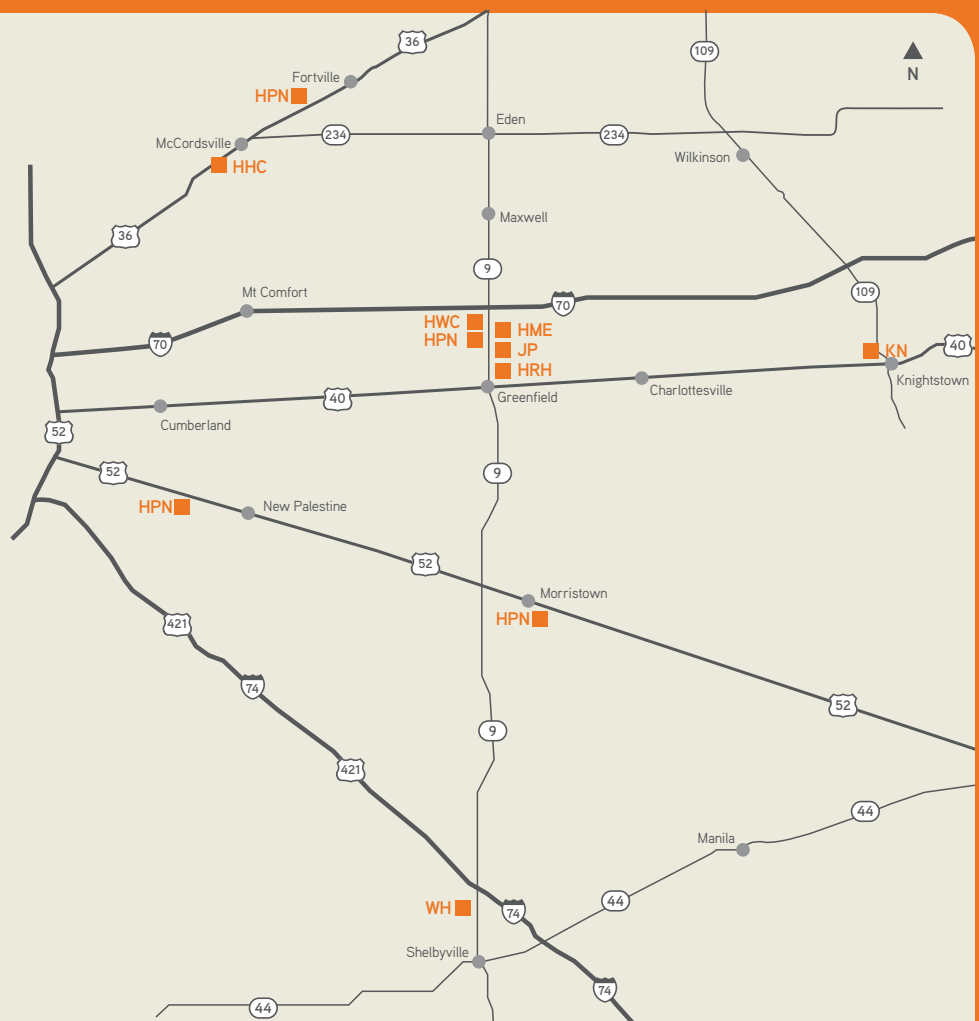 36
109
N
Fortville
HPN
Eden
234
234
McCordsville
Wilkinson
HHC
Maxwell
36
9
Mt Comfort
109
70
HWC
HME
70
HPN
JP
KN
40
HRH
Knightstown
Charlottesville
40
Greenfield
Cumberland
52
52
9
HPN
New Palestine
52
Morristown
HPN
421
74
52
9
421
44
Manila
44
WH
74
Shelbyville
74
44